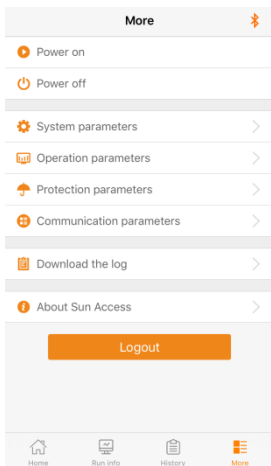 More
Power on
Power off
System parameters
Operation parameters
Protection parameters
Communication parameters
Download the log
About Sun Access
Logout
Home Run info History More